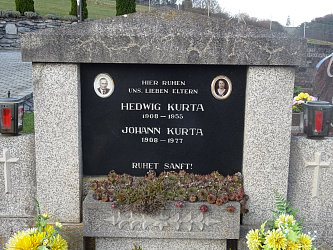 HIER RUHEN
UNS. LIEBEN ELTERN
HEDWIG KURTA
1908 – 1955
JOHANN KURTA
1908 – 1977
RUHET SANFT!